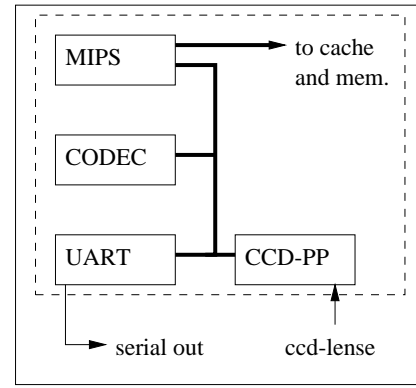 MIPS
to cache
and mem.
CODEC
UART
CCD-PP
serial out
ccd-lense